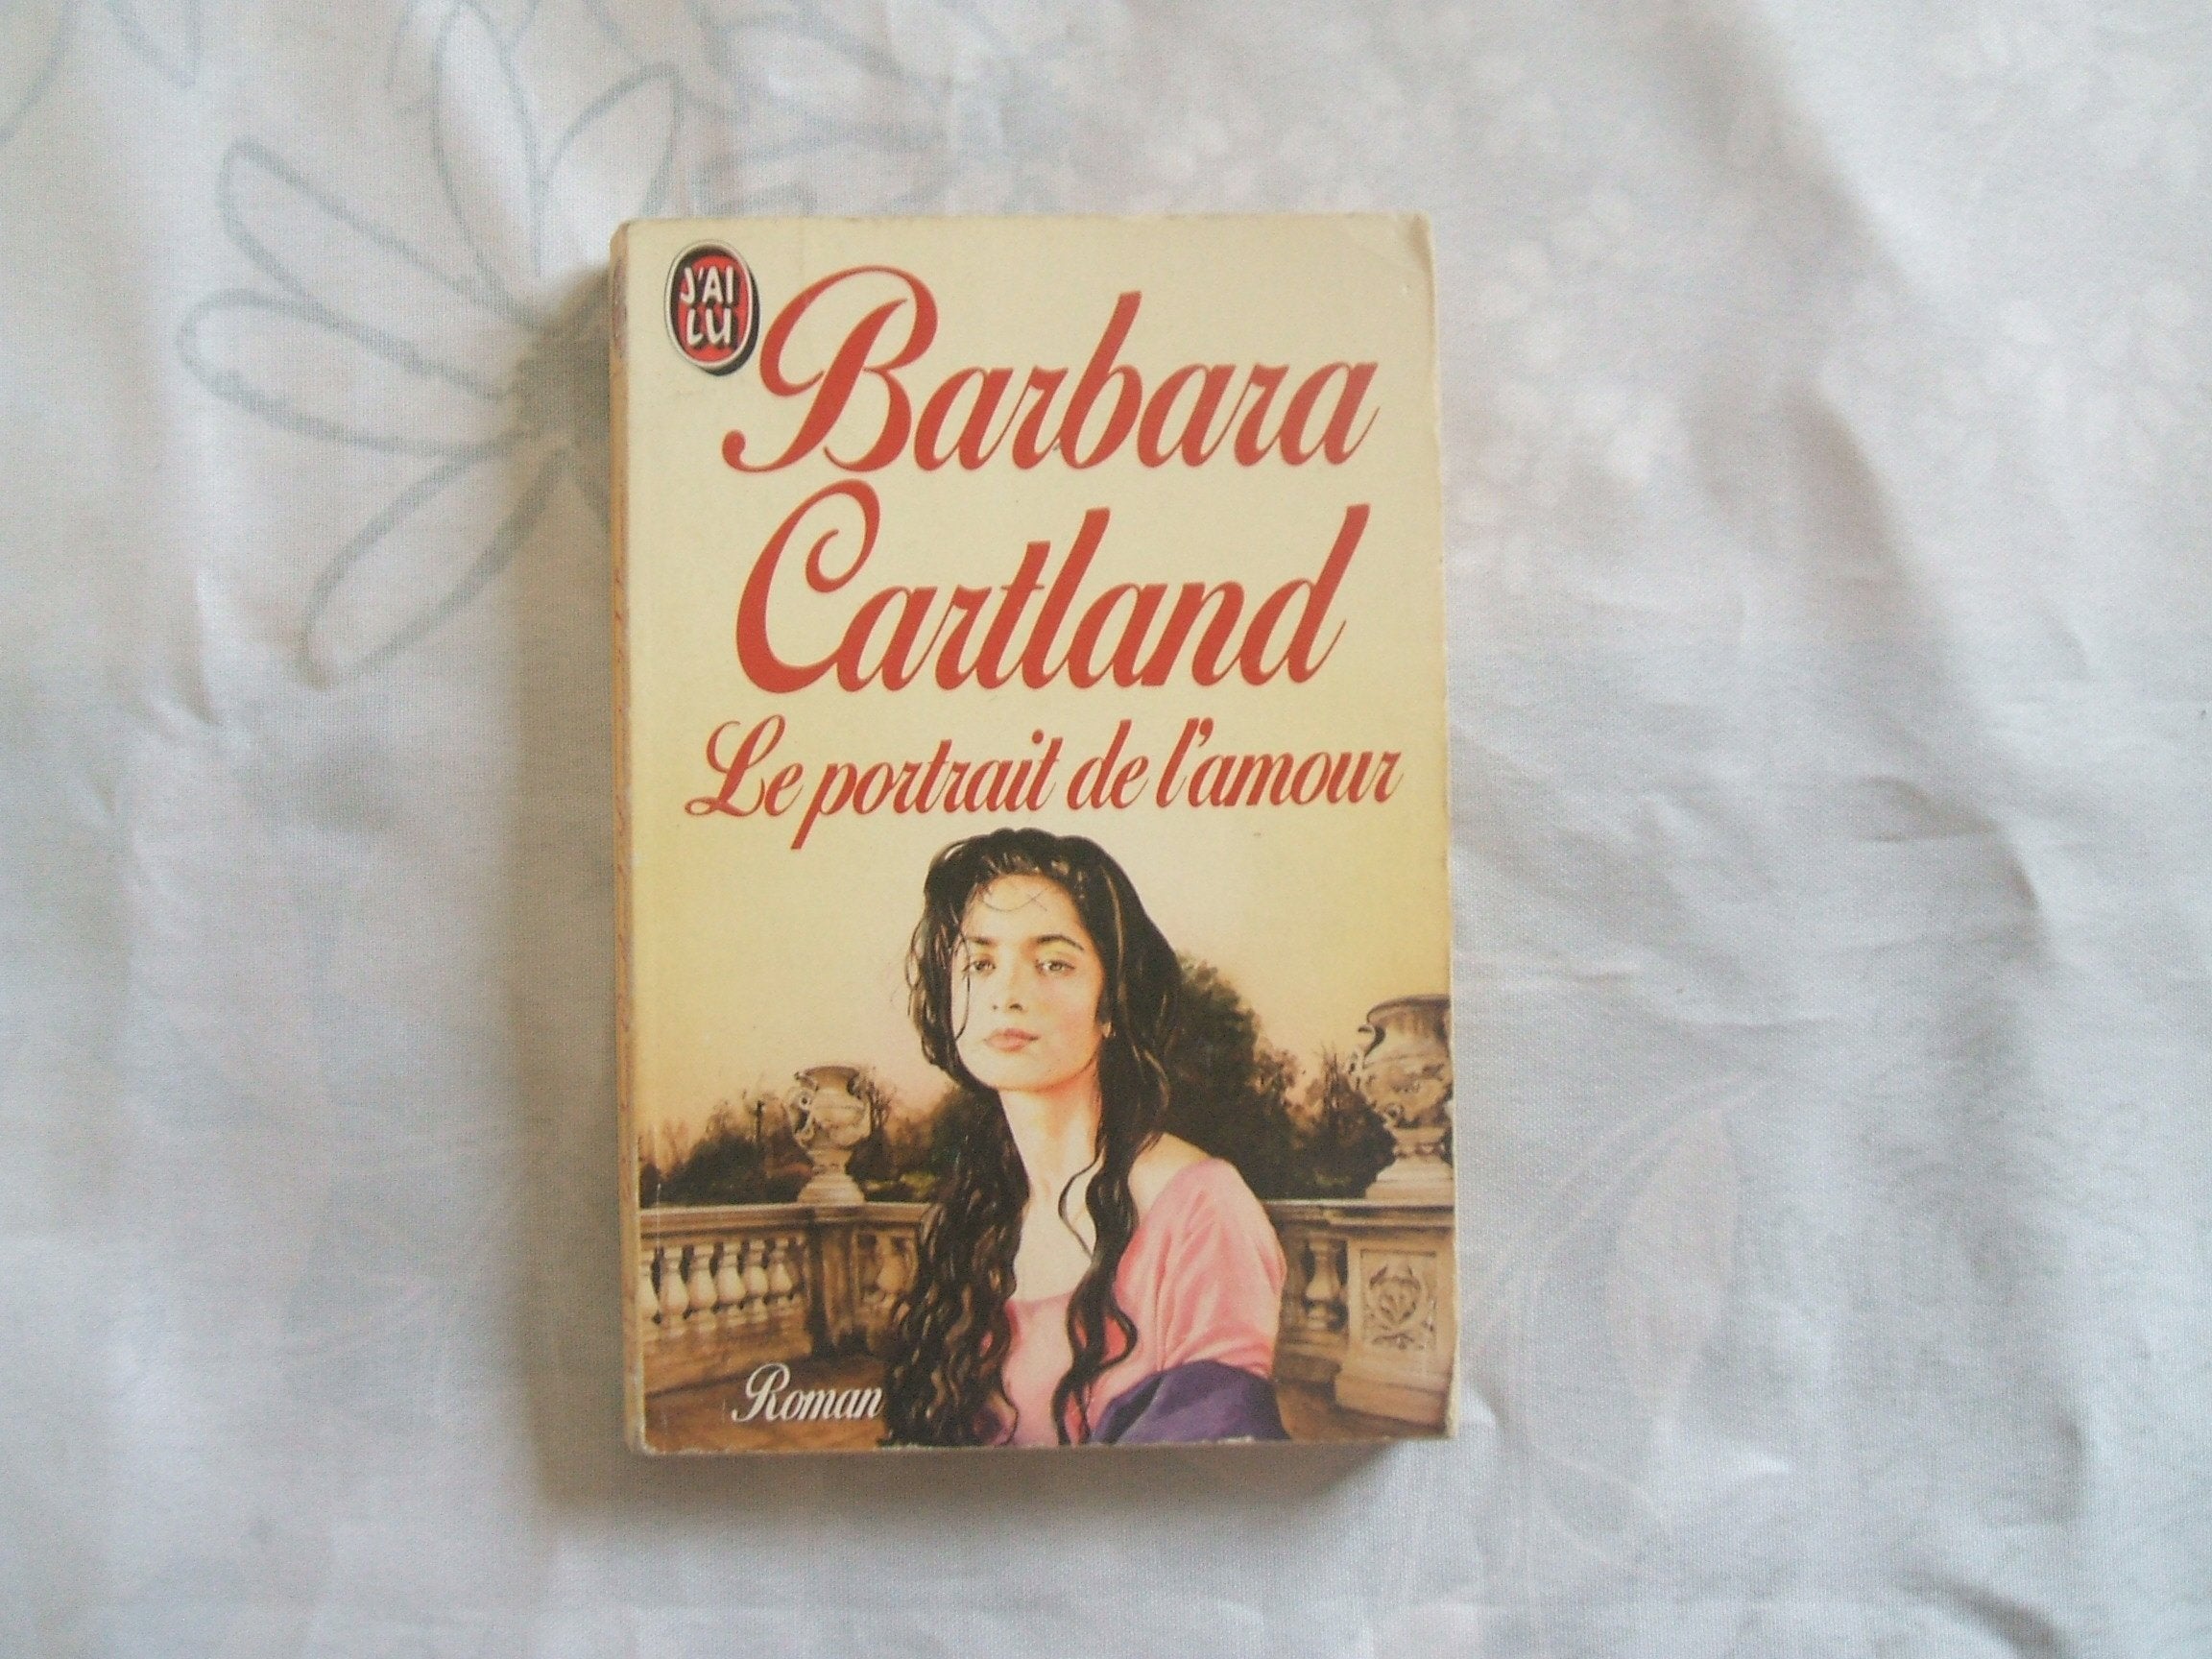 J'AI
LU
Barbara
Cartland
Le portrait de l'amour
Roman